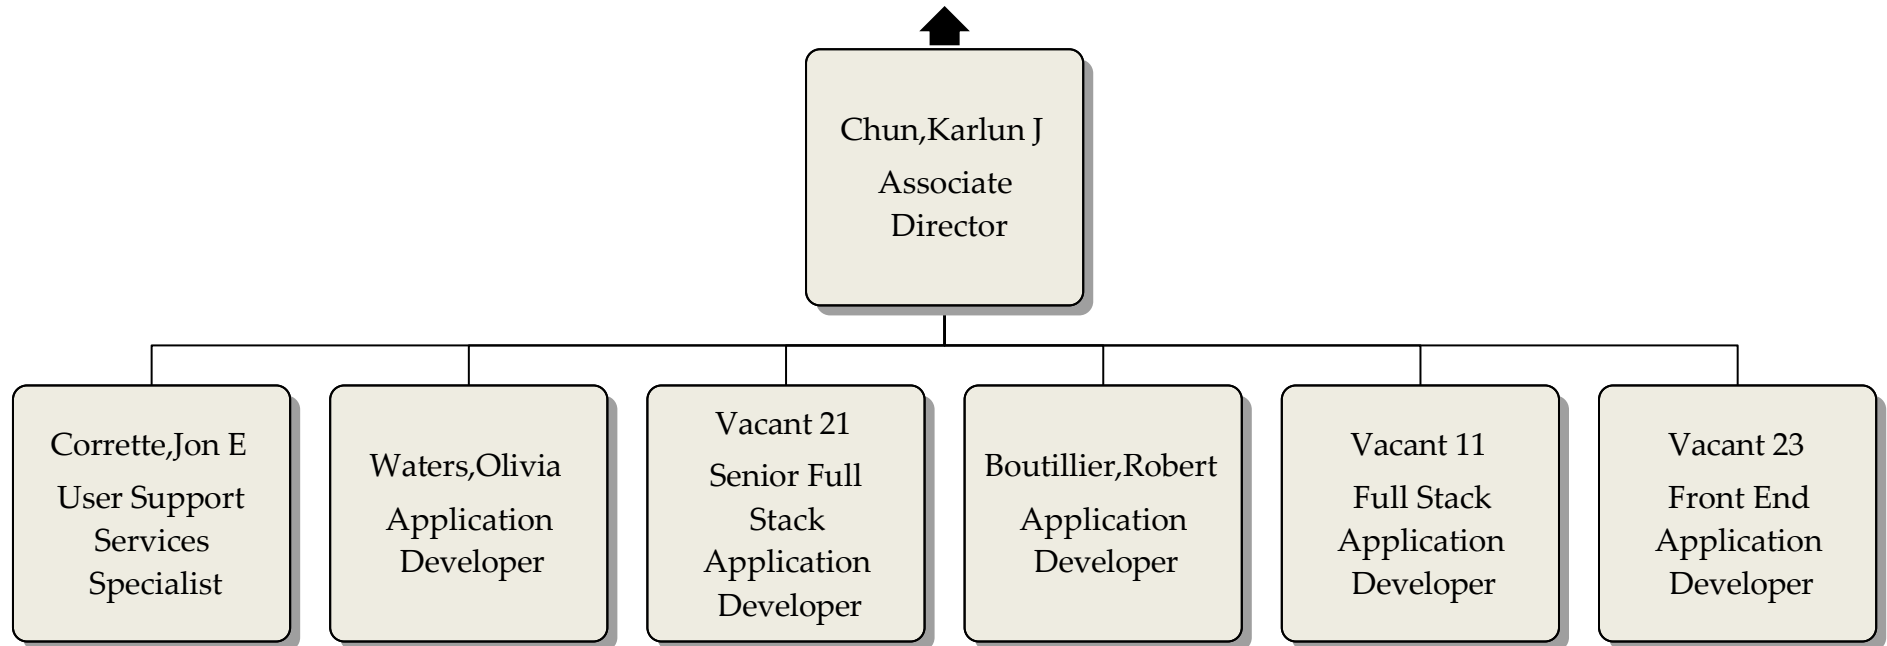 Chun,Karlun J
Associate
Director
Corrette,Jon E
User Support
Services
Specialist
Waters,Olivia
Application
Developer
Vacant 21
Senior Full
Stack
Application
Developer
Boutillier,Robert
Application
Developer
Vacant 11
Full Stack
Application
Developer
Vacant 23
Front End
Application
Developer